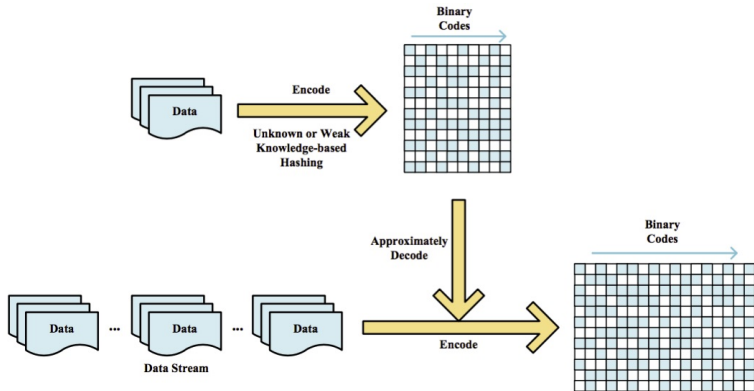 Binary
Codes
Encode
Data
Unknown or Weak
Knowledge-based
Hashing
Approximately
Decode
Binary
Codes
Data ... Data ... Data
Encode
Data Stream